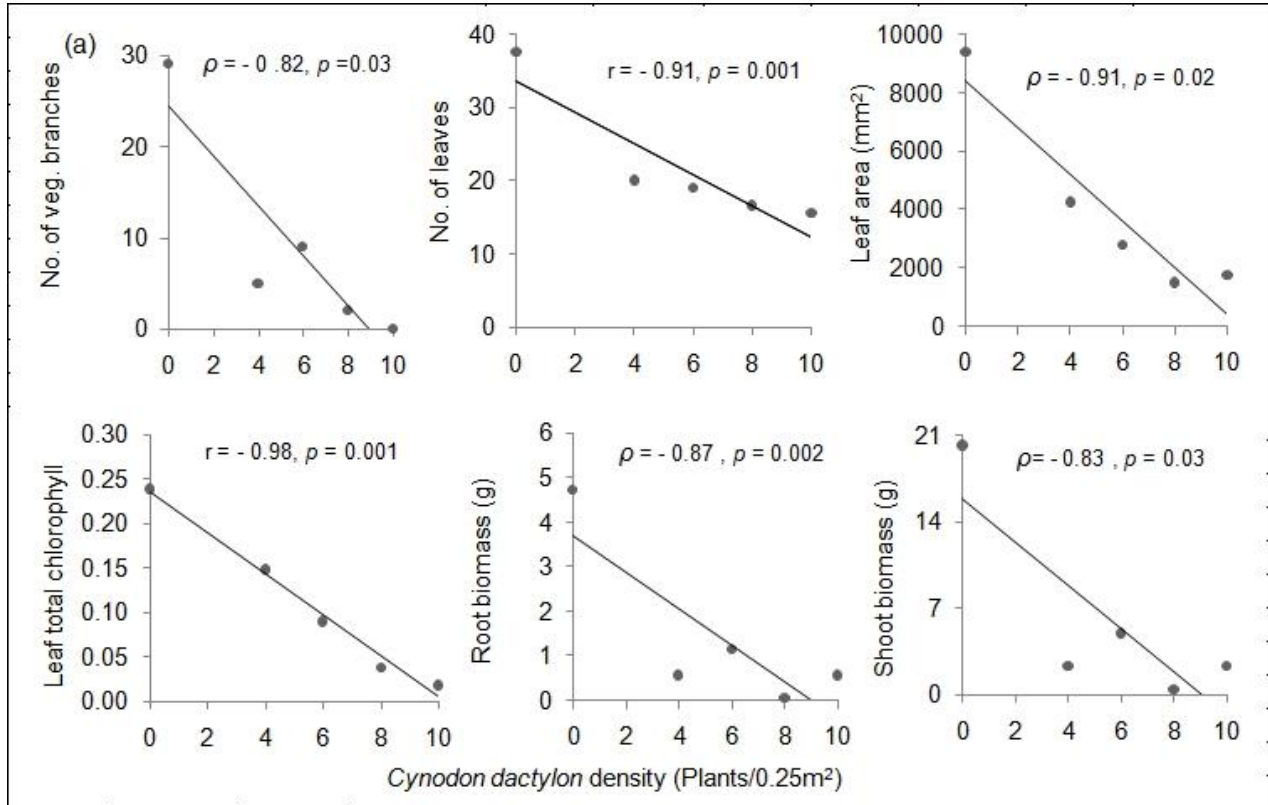 (a)
No. of veg. branches
ρ = - 0 .82, p =0.03
30
20
10
0
0 2 4 6 8 10
No. of leaves
r = - 0.91, p = 0.001
40
30
20
10
0
0 2 4 6 8 10
Leaf area (mm²)
ρ = -0.91, p = 0.02
10000
8000
6000
4000
2000
0
0 2 4 6 8 10
Leaf total chlorophyll
r = - 0.98, p = 0.001
0.30
0.25
0.20
0.15
0.10
0.05
0.00
0 2 4 6 8 10
Root biomass (g)
ρ = - 0.87 , p = 0.002
6
5
4
3
2
1
0
0 2 4 6 8 10
Shoot biomass (g)
ρ= - 0.83 , p = 0.03
21
14
7
0
0 2 4 6 8 10
Cynodon dactylon density (Plants/0.25m²)